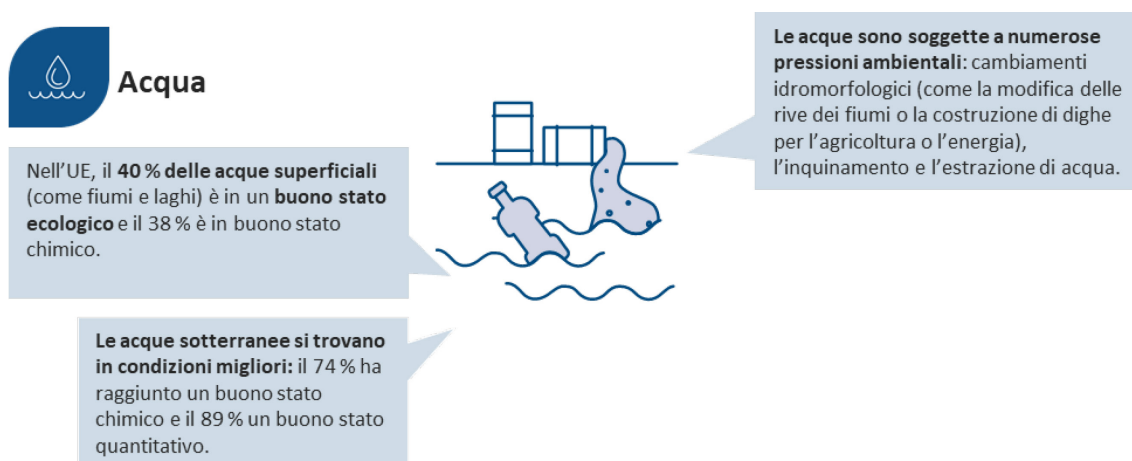 Acqua
Nell’UE, il 40 % delle acque superficiali
(come fiumi e laghi) è in un buono stato
ecologico e il 38 % è in buono stato
chimico.
Le acque sotterranee si trovano
in condizioni migliori: il 74 % ha
raggiunto un buono stato
chimico e il 89 % un buono stato
quantitativo.
Le acque sono soggette a numerose
pressioni ambientali: cambiamenti
idromorfologici (come la modifica delle
rive dei fiumi o la costruzione di dighe
per l’agricoltura o l’energia),
l’inquinamento e l’estrazione di acqua.